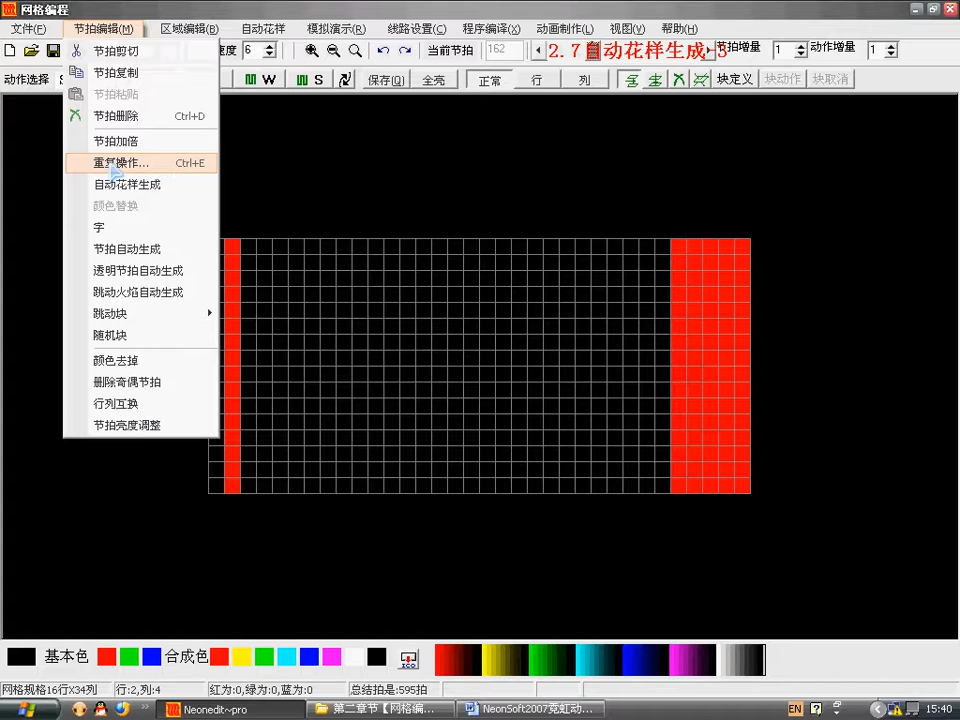 网格编程
文件(F) 节拍编辑(M) 区域编辑(B) 自动花样 模拟演示(R) 线路设置(C) 程序编译(X) 动画制作(L) 视图(V) 帮助(H)
速度 6 当前节拍 162 2.7自动花样生成-3 节拍增量 1 动作增量 1
动作选择 S W S 保存(Q) 全亮 正常 行 列 块定义 块动作 块取消
节拍剪切
节拍复制
节拍粘贴
节拍删除 Ctrl+D
节拍加倍
重复操作... Ctrl+E
自动花样生成
颜色替换
字
节拍自动生成
透明节拍自动生成
跳动火焰自动生成
跳动块
随机块
颜色去掉
删除奇偶节拍
行列互换
节拍亮度调整
基本色 合成色 ICO
网格规格16行X34列 行:2,列:4 红为:0,绿为:0,蓝为:0 总结拍是:595拍
Neonedit~pro 第二章节【网格编... NeonSoft2007霓虹动... EN 15:40